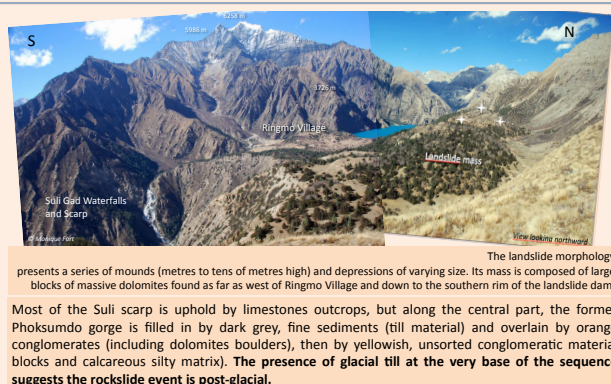 S
N
6258 m
5986 m
3726 m
Ringmo Village
Landslide mass
Suli Gad Waterfalls
and Scarp
© Monique Fort
View looking northward
The landslide morphology
presents a series of mounds (metres to tens of metres high) and depressions of varying size. Its mass is composed of large
blocks of massive dolomites found as far as west of Ringmo Village and down to the southern rim of the landslide dam
Most of the Suli scarp is uphold by limestones outcrops, but along the central part, the forme
Phoksumdo gorge is filled in by dark grey, fine sediments (till material) and overlain by orang
conglomerates (including dolomites boulders), then by yellowish, unsorted conglomeratic materia
blocks and calcareous silty matrix). The presence of glacial till at the very base of the sequenc
suggests the rockslide event is post-glacial.